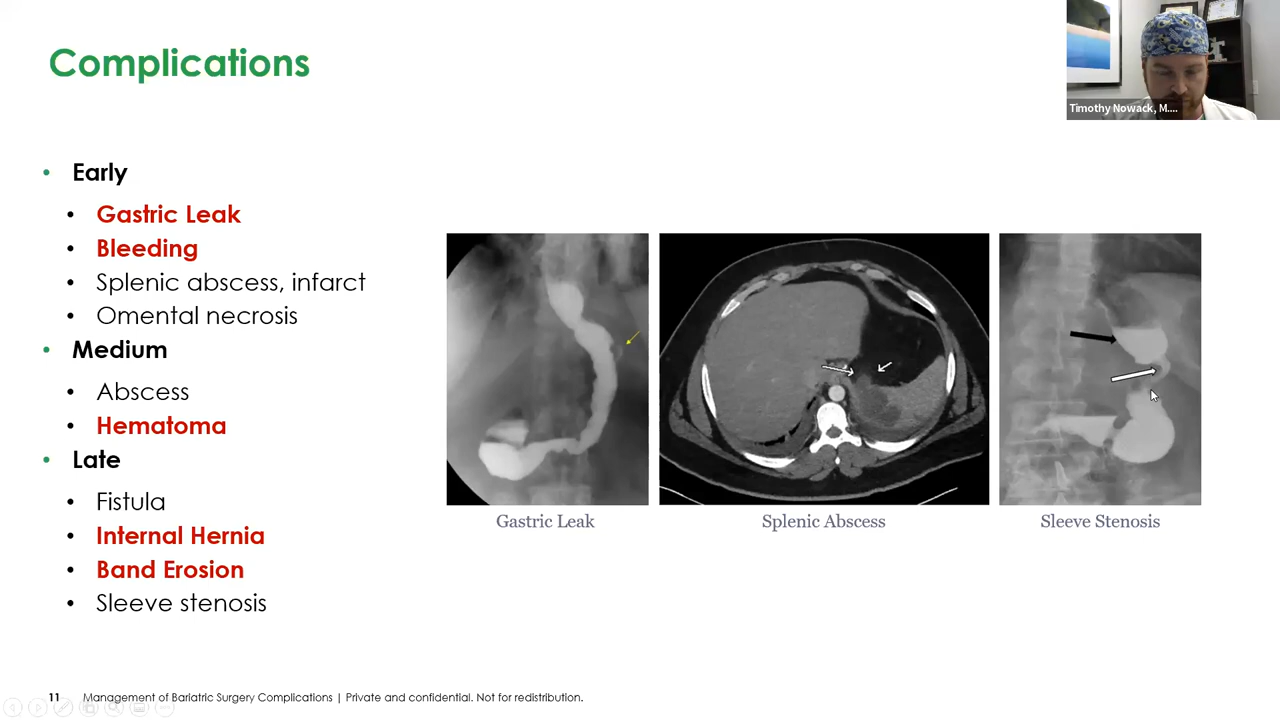 Complications
Timothy Nowack, M....
Early
Gastric Leak
Bleeding
Splenic abscess, infarct
Omental necrosis
Medium
Abscess
Hematoma
Late
Fistula
Internal Hernia
Band Erosion
Sleeve stenosis
Gastric Leak
Splenic Abscess
Sleeve Stenosis
11 Management of Bariatric Surgery Complications | Private and confidential. Not for redistribution.